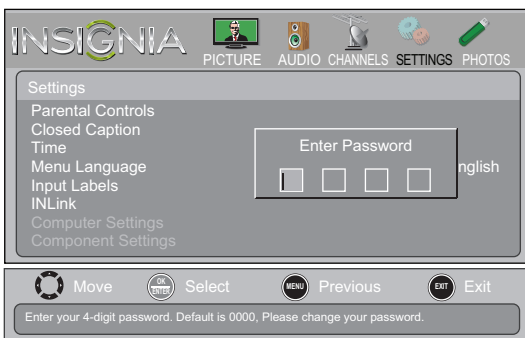 INSIGNIA
PICTURE AUDIO CHANNELS SETTINGS PHOTOS
Settings
Parental Controls
Closed Caption
Time
Menu Language nglish
Input Labels
INLink
Computer Settings
Component Settings
Enter Password
Move OK ENTER Select MENU Previous EXIT Exit
Enter your 4-digit password. Default is 0000, Please change your password.